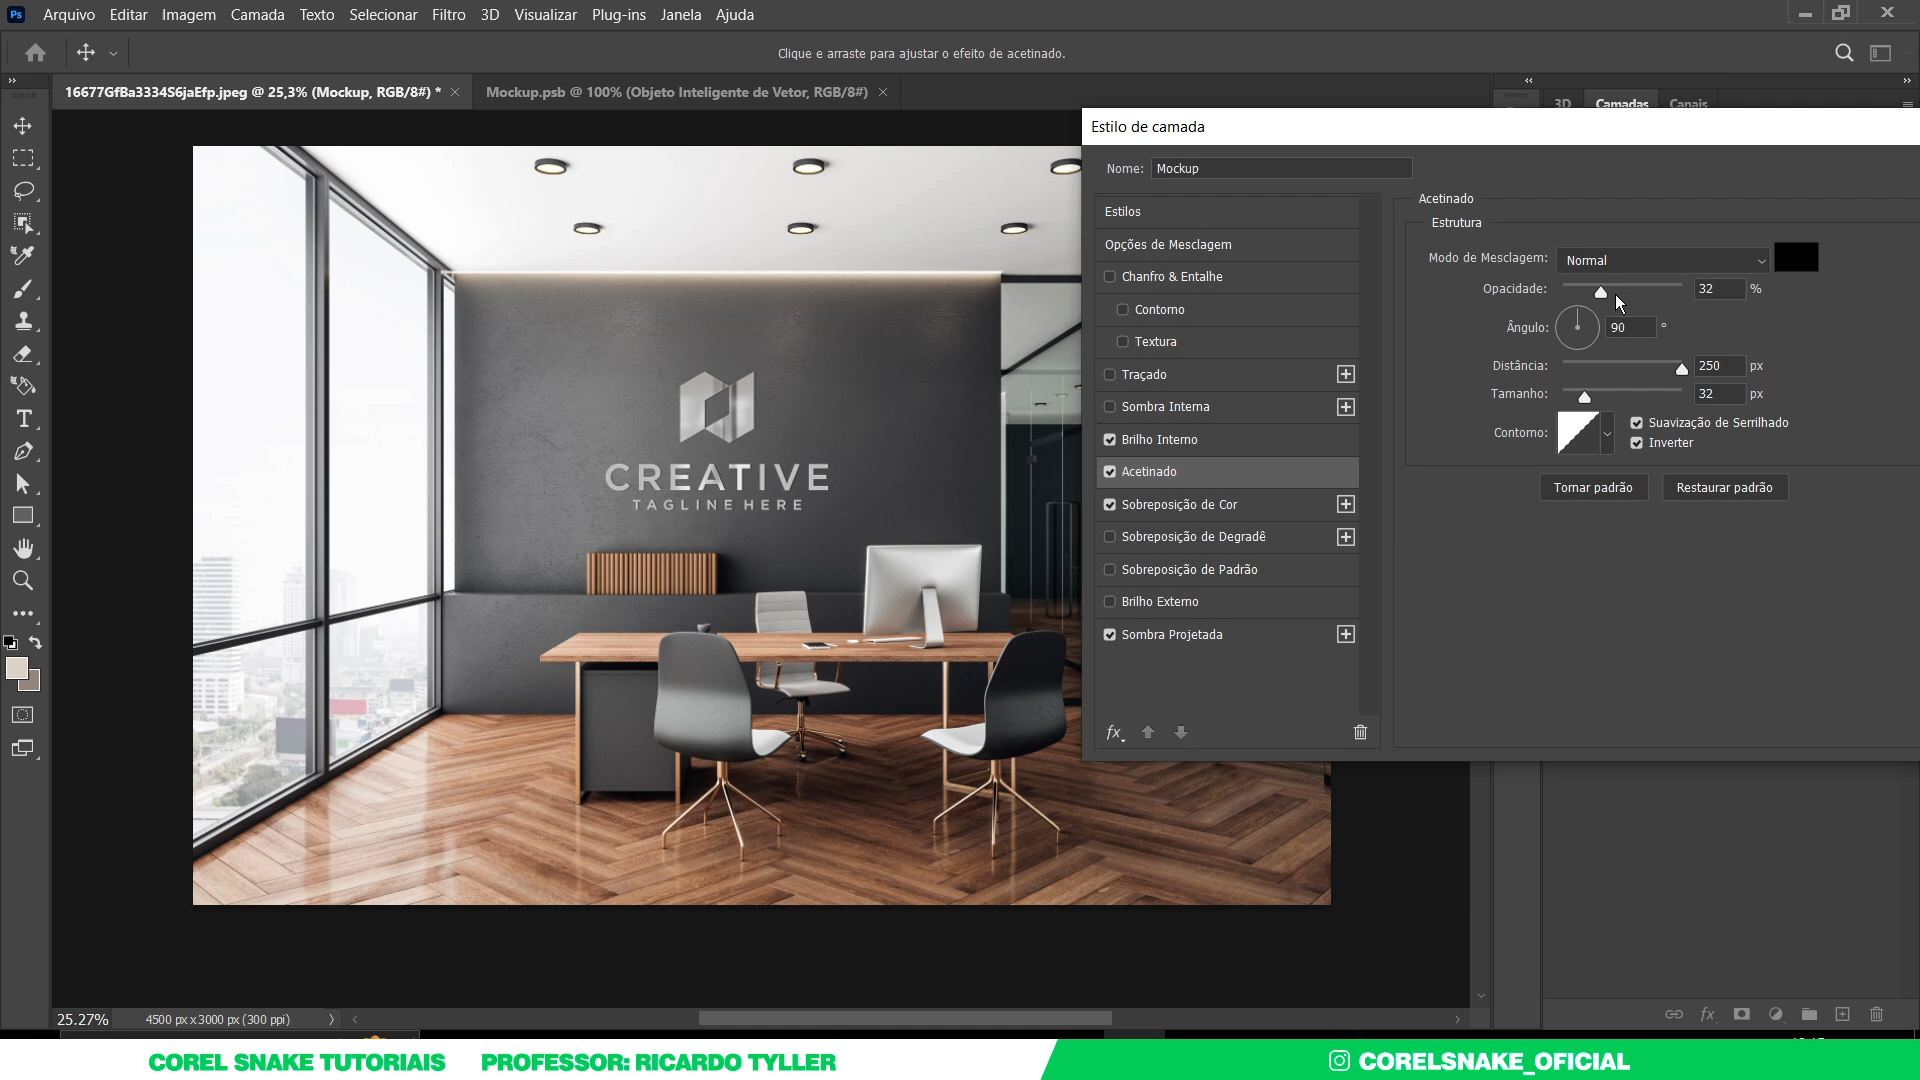 Ps Arquivo Editar Imagem Camada Texto Selecionar Filtro 3D Visualizar Plug-ins Janela Ajuda
Clique e arraste para ajustar o efeito de acetinado.
16677GfBa3334S6jaEfp.jpeg @ 25,3% (Mockup, RGB/8#) * Mockup.psb @ 100% (Objeto Inteligente de Vetor, RGB/8#)
3D Camadas Canais
Estilo de camada
Nome: Mockup
Estilos
Opções de Mesclagem
Chanfro & Entalhe
Contorno
Textura
Traçado
Sombra Interna
Brilho Interno
Acetinado
Sobreposição de Cor
Sobreposição de Degradê
Sobreposição de Padrão
Brilho Externo
Sombra Projetada
fx
Acetinado
Estrutura
Modo de Mesclagem: Normal
Opacidade: 32 %
Ângulo: 90 °
Distância: 250 px
Tamanho: 32 px
Contorno: Suavização de Serrilhado
Inverter
Tornar padrão Restaurar padrão
CREATIVE
TAGLINE HERE
25.27% 4500 px x 3000 px (300 ppi)
fx
COREL SNAKE TUTORIAIS PROFESSOR: RICARDO TYLLER CORELSNAKE_OFICIAL